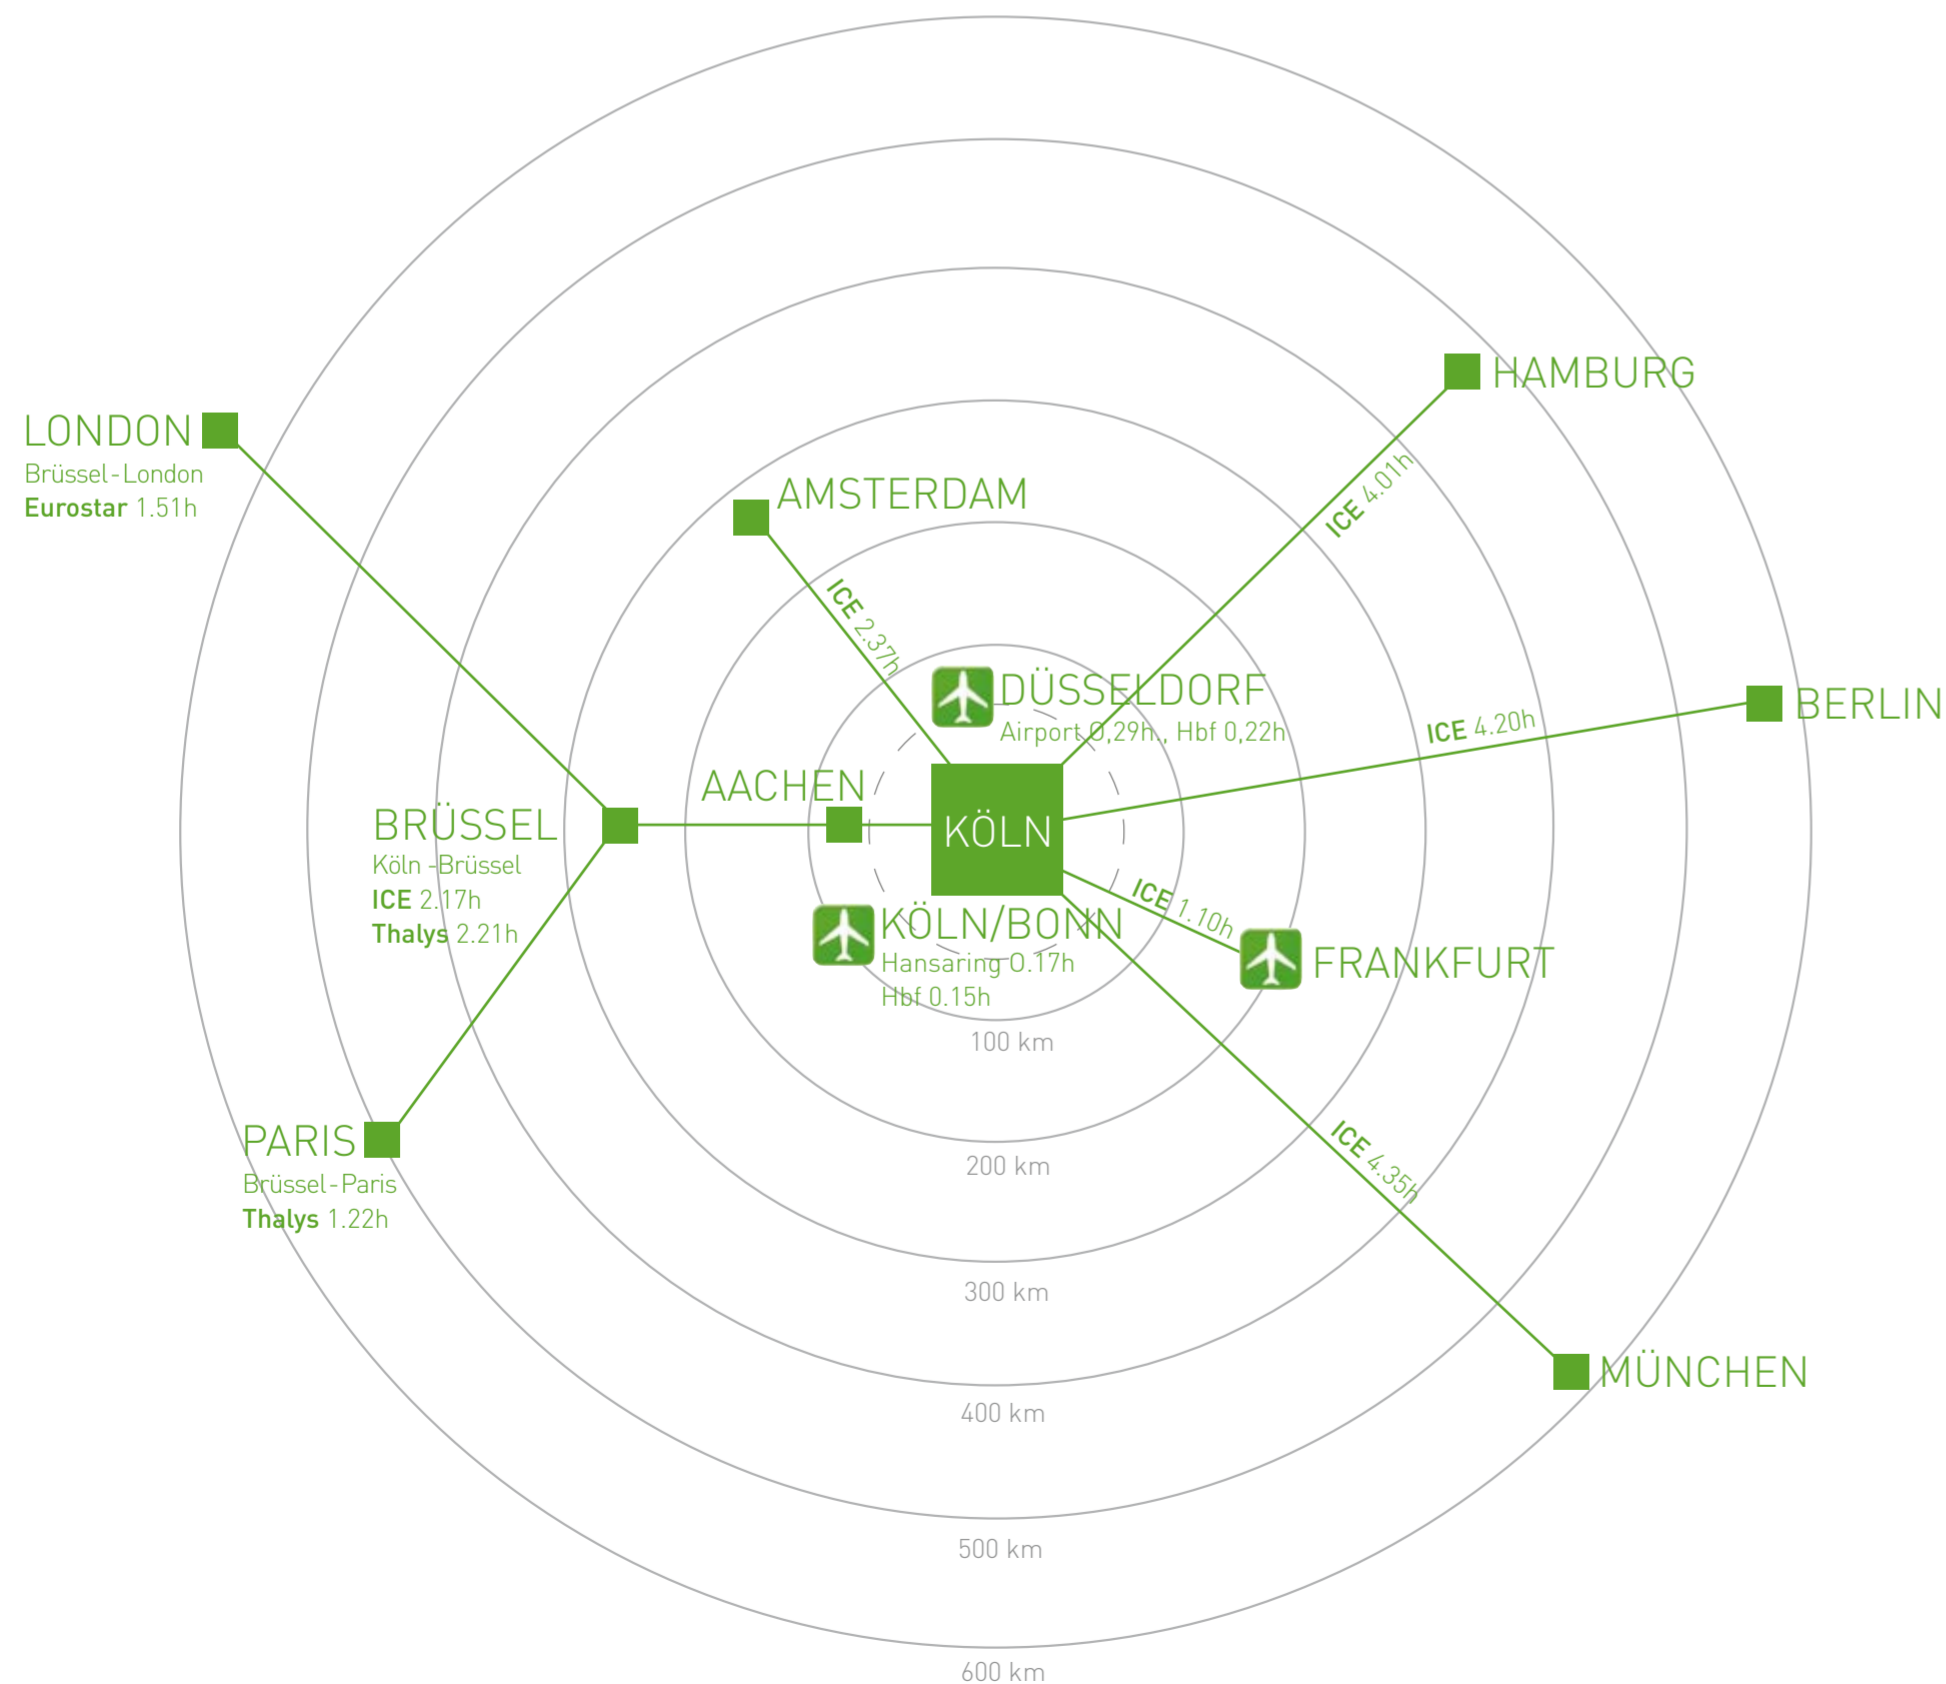 HAMBURG
LONDON
Brüssel-London
Eurostar 1.51h
ICE 4.01h
AMSTERDAM
ICE 2.37h
DÜSSELDORF
Airport 0,29h., Hbf 0,22h
BERLIN
ICE 4.20h
AACHEN
BRÜSSEL
Köln -Brüssel
ICE 2.17h
Thalys 2.21h
KÖLN
ICE 1.10h
KÖLN/BONN
Hansaring 0.17h
Hbf 0.15h
FRANKFURT
100 km
PARIS
Brüssel-Paris
Thalys 1.22h
200 km
ICE 4.35h
300 km
MÜNCHEN
400 km
500 km
600 km